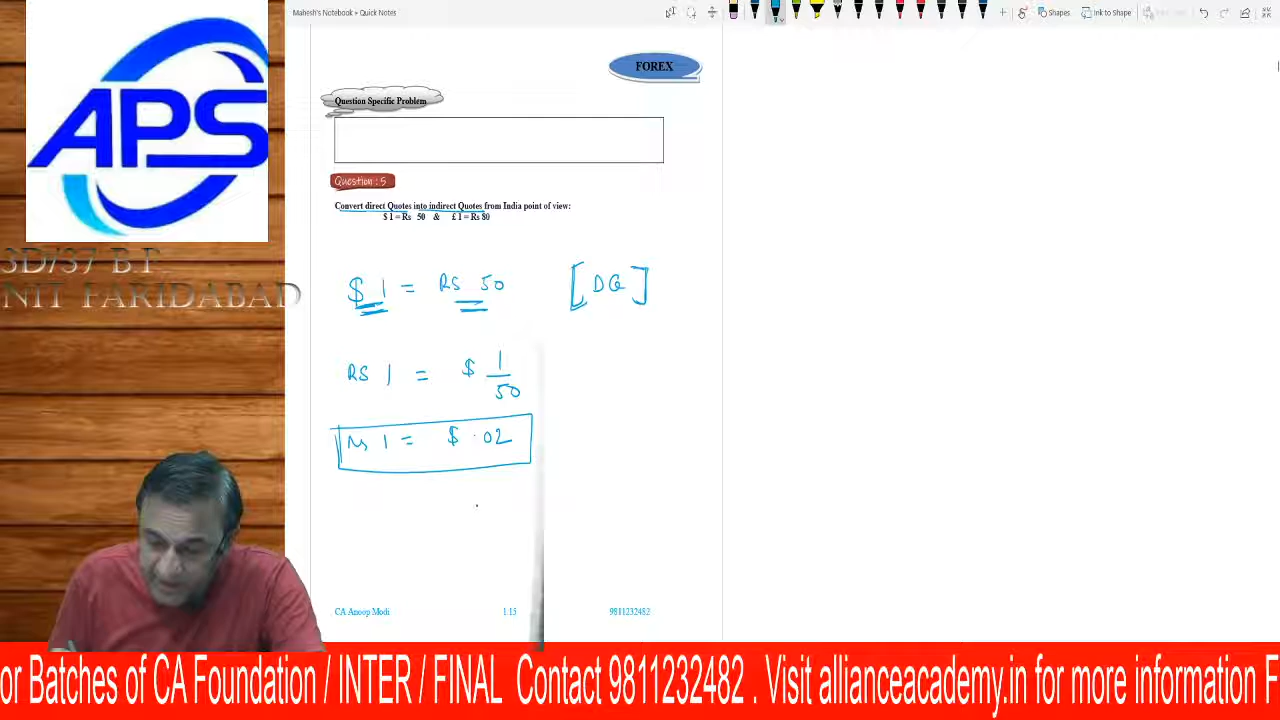 Mahesh's Notebook » Quick Notes
Shapes
Ink to Shape
APS
3D/37 B.P.
NIT FARIDABAD
FOREX
Question Specific Problem
Question : 5
Convert direct Quotes into indirect Quotes from India point of view:
$ 1 = Rs 50 & £ 1 = Rs 80
$ 1 = RS 50 [DQ]
RS 1 = $ 1/50
Rs 1 = $ .02
CA Anoop Modi 1.15 9811232482
or Batches of CA Foundation / INTER / FINAL Contact 9811232482 . Visit allianceacademy.in for more information F